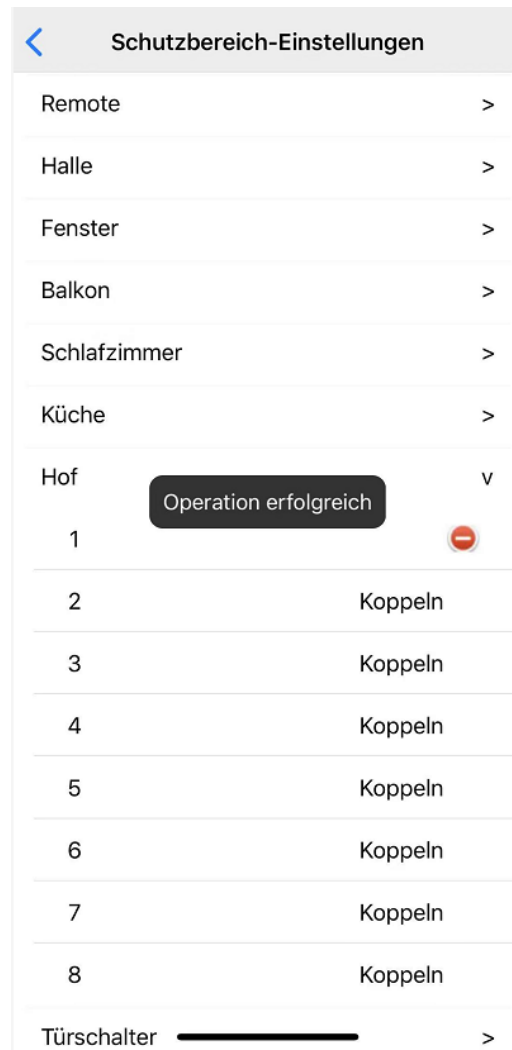 Schutzbereich-Einstellungen
Remote >
Halle >
Fenster >
Balkon >
Schlafzimmer >
Küche >
Hof v
Operation erfolgreich
1
2 Koppeln
3 Koppeln
4 Koppeln
5 Koppeln
6 Koppeln
7 Koppeln
8 Koppeln
Türschalter >